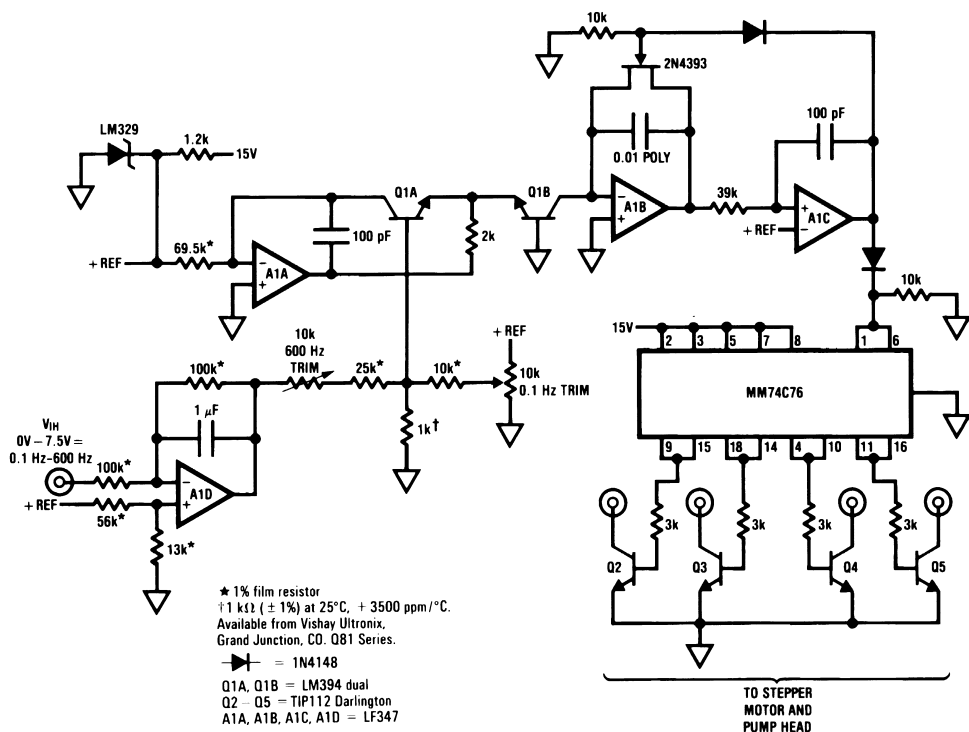 10k
2N4393
LM329
1.2k
15V
100 pF
0.01 POLY
Q1A
Q1B
A1B
39k
A1C
+ REF
100 pF
2k
69.5k*
+ REF
A1A
10k
15V
2
3
5
7
8
1
6
MM74C76
9
15
18
14
4
10
11
16
10k
600 Hz
TRIM
25k*
10k*
+ REF
10k
0.1 Hz TRIM
1k†
100k*
1 μF
VIH
0V – 7.5V =
0.1 Hz–600 Hz
100k*
A1D
+ REF
56k*
13k*
3k
3k
3k
3k
Q2
Q3
Q4
Q5
★ 1% film resistor
†1 kΩ (± 1%) at 25°C, + 3500 ppm/°C.
Available from Vishay Ultronix,
Grand Junction, CO. Q81 Series.
= 1N4148
Q1A, Q1B = LM394 dual
Q2 – Q5 = TIP112 Darlington
A1A, A1B, A1C, A1D = LF347
TO STEPPER
MOTOR AND
PUMP HEAD